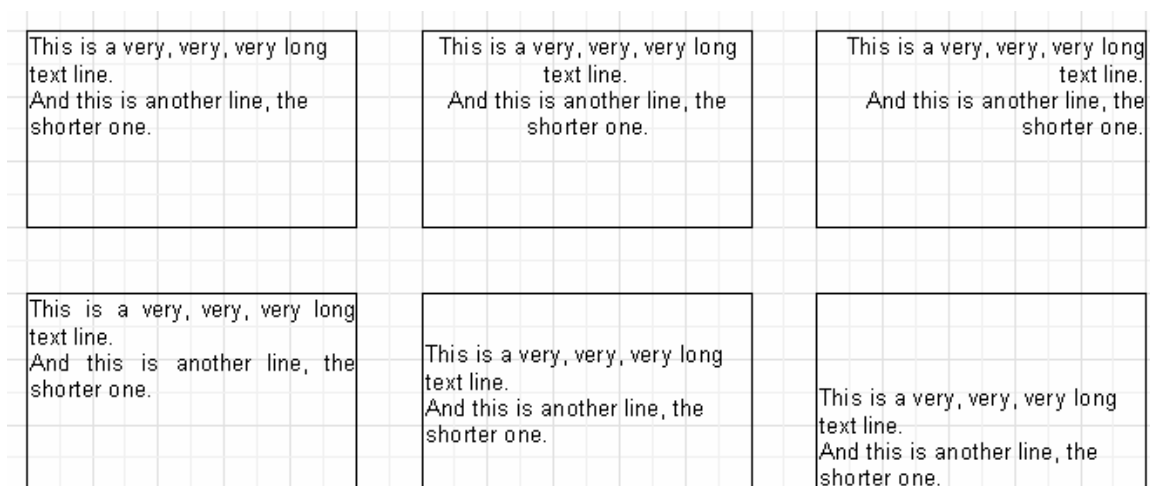 This is a very, very, very long
text line.
And this is another line, the
shorter one.
This is a very, very, very long
text line.
And this is another line, the
shorter one.
This is a very, very, very long
text line.
And this is another line, the
shorter one.
This is a very, very, very long
text line.
And this is another line, the
shorter one.
This is a very, very, very long
text line.
And this is another line, the
shorter one.
This is a very, very, very long
text line.
And this is another line, the
shorter one.